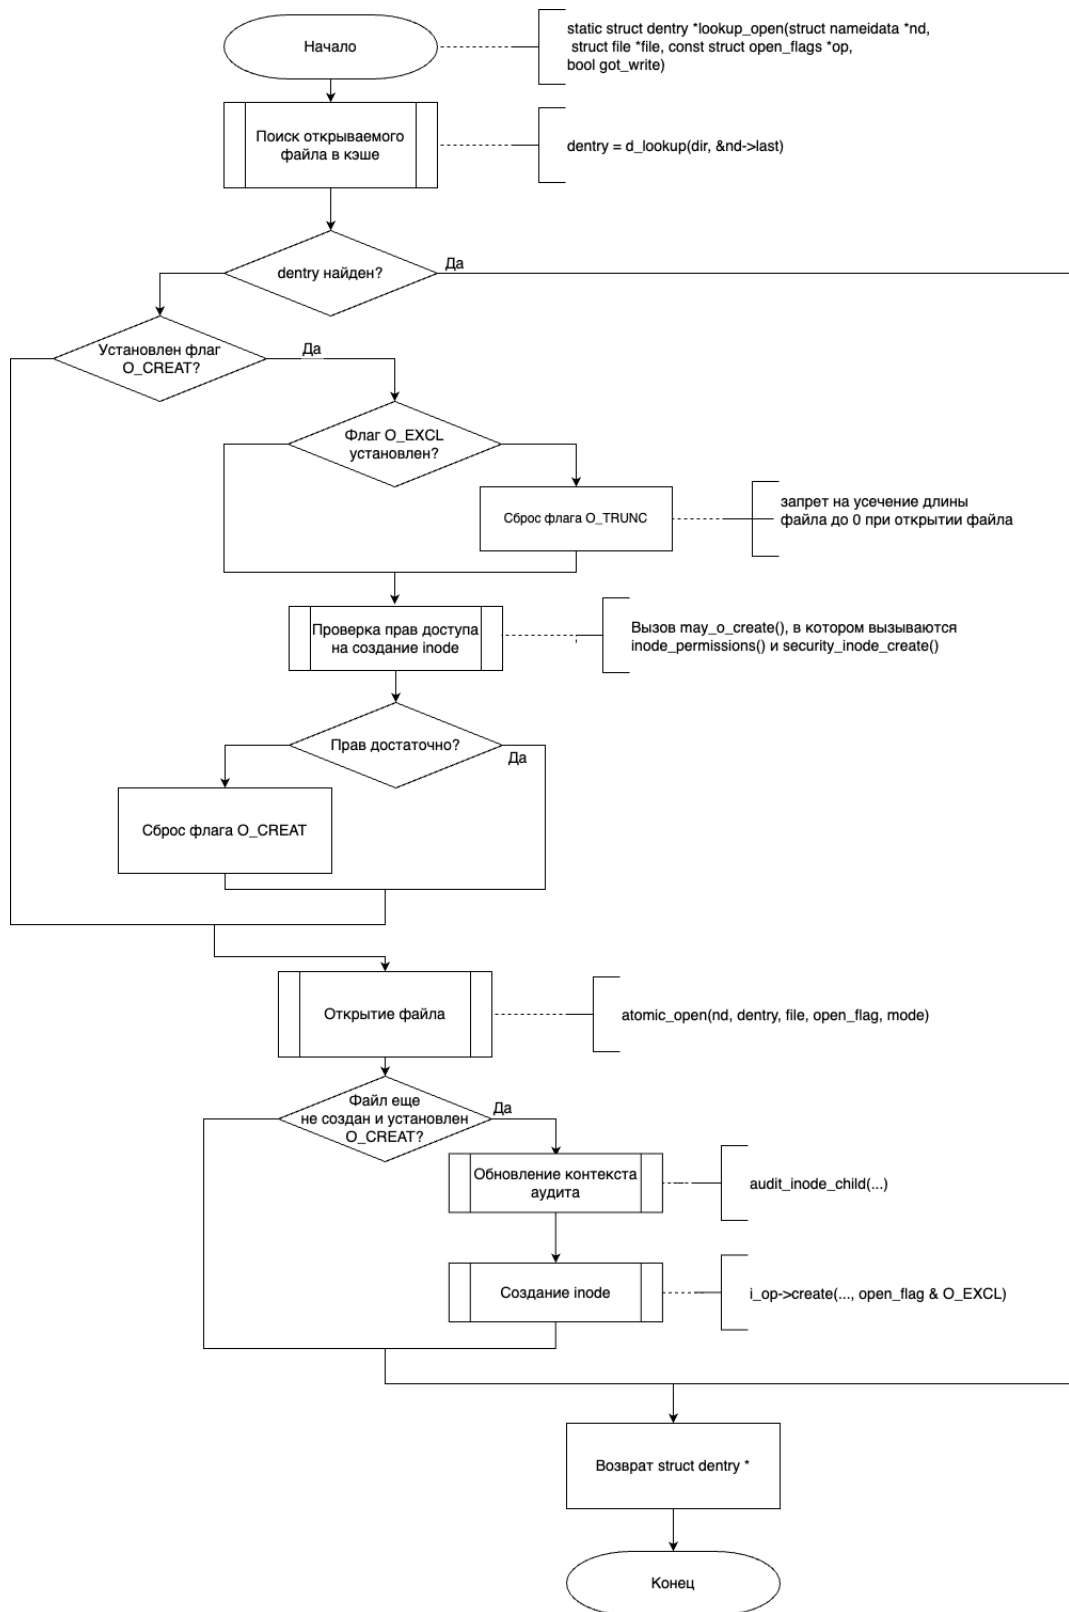 Начало
static struct dentry *lookup_open(struct nameidata *nd,
struct file *file, const struct open_flags *op,
bool got_write)
Поиск открываемого
файла в кэше
dentry = d_lookup(dir, &nd->last)
dentry найден?
Да
Установлен флаг
O_CREAT?
Да
Флаг O_EXCL
установлен?
Сброс флага O_TRUNC
запрет на усечение длины
файла до 0 при открытии файла
Проверка прав доступа
на создание inode
Вызов may_o_create(), в котором вызываются
inode_permissions() и security_inode_create()
Прав достаточно?
Да
Сброс флага O_CREAT
Открытие файла
atomic_open(nd, dentry, file, open_flag, mode)
Файл еще
не создан и установлен
O_CREAT?
Да
Обновление контекста
аудита
audit_inode_child(...)
Создание inode
i_op->create(..., open_flag & O_EXCL)
Возврат struct dentry *
Конец